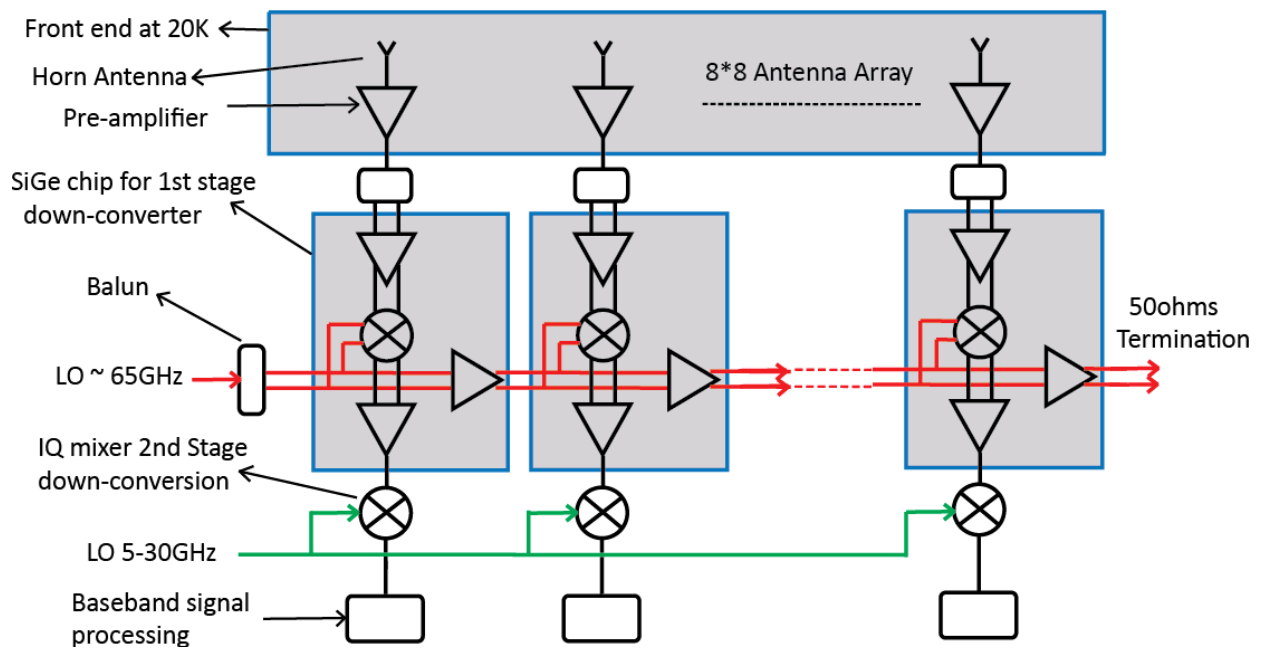 Front end at 20K
Horn Antenna
8*8 Antenna Array
Pre-amplifier
SiGe chip for 1st stage
down-converter
Balun
50ohms
Termination
LO ~ 65GHz
IQ mixer 2nd Stage
down-conversion
LO 5-30GHz
Baseband signal
processing